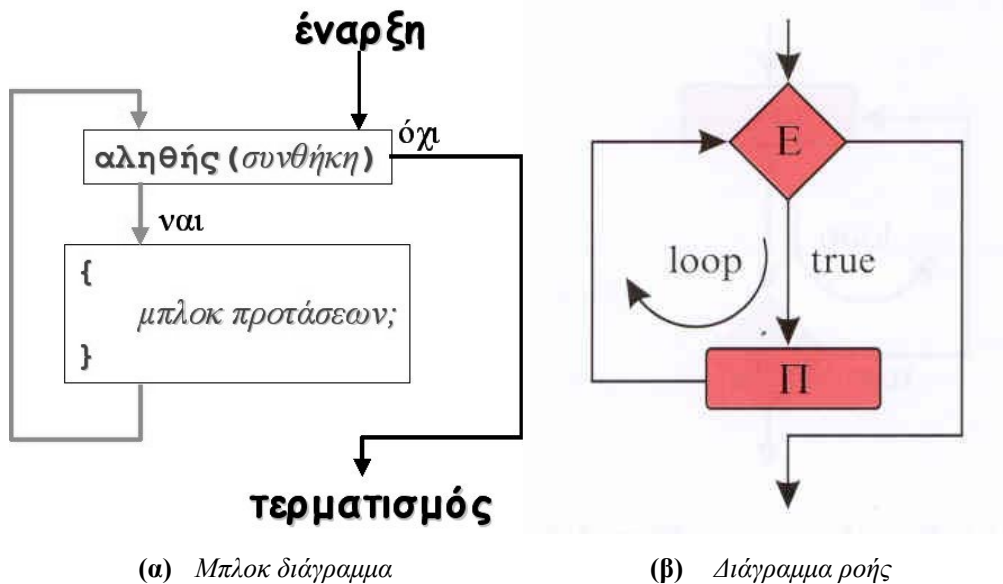 έναρξη
αληθής (συνθήκη)
όχι
ναι
{
μπλοκ προτάσεων;
}
τερματισμός
(α) Μπλοκ διάγραμμα
E
loop
true
Π
(β) Διάγραμμα ροής